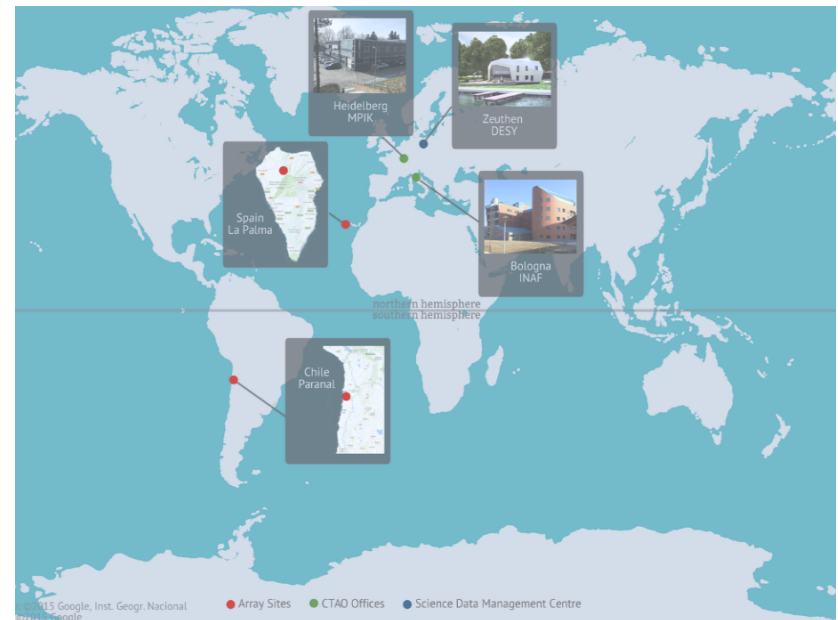 Heidelberg
MPIK
Zeuthen
DESY
Spain
La Palma
Bologna
INAF
northern hemisphere
southern hemisphere
Chile
Paranal
©2015 Google, Inst. Geogr. Nacional
Google
Array Sites
CTAO Offices
Science Data Management Centre